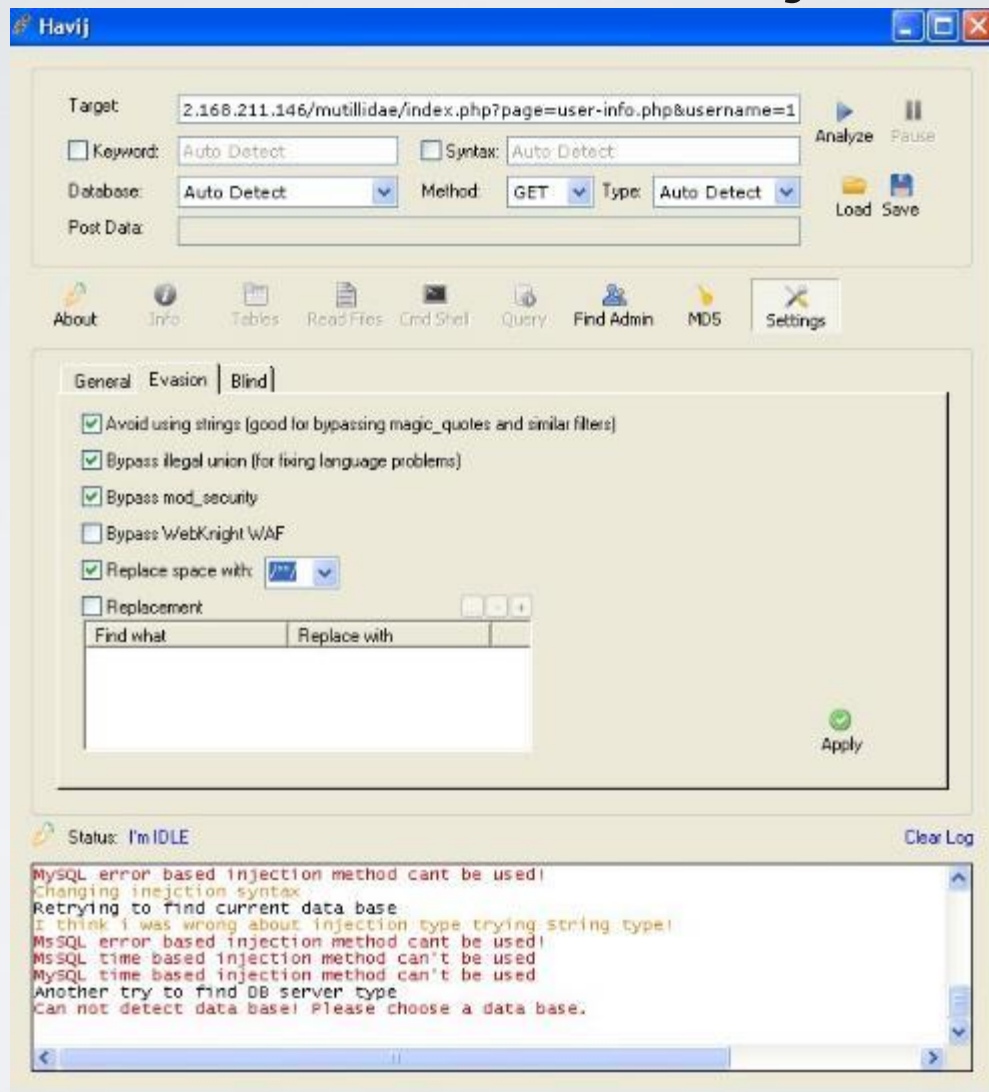 Havij
Target: 2.168.211.146/mutillidae/index.php?page=user-info.php&username=1
Analyze Pause
Keyword: Auto Detect Syntax: Auto Detect
Database: Auto Detect Method: GET Type: Auto Detect
Load Save
Post Data:
About Info Tables Read Files Cmd Shell Query Find Admin MD5 Settings
General Evasion Blind
Avoid using strings (good for bypassing magic_quotes and similar filters)
Bypass illegal union (for fixing language problems)
Bypass mod_security
Bypass WebKnight WAF
Replace space with: /**/
Replacement - +
Find what Replace with
Apply
Status: I'm IDLE Clear Log
MySQL error based injection method cant be used!
Changing inejction syntax
Retrying to find current data base
I think i was wrong about injection type trying String type!
MsSQL error based injection method cant be used!
MsSQL time based injection method can't be used
MySQL time based injection method can't be used
Another try to find DB server type
Can not detect data base! Please choose a data base.